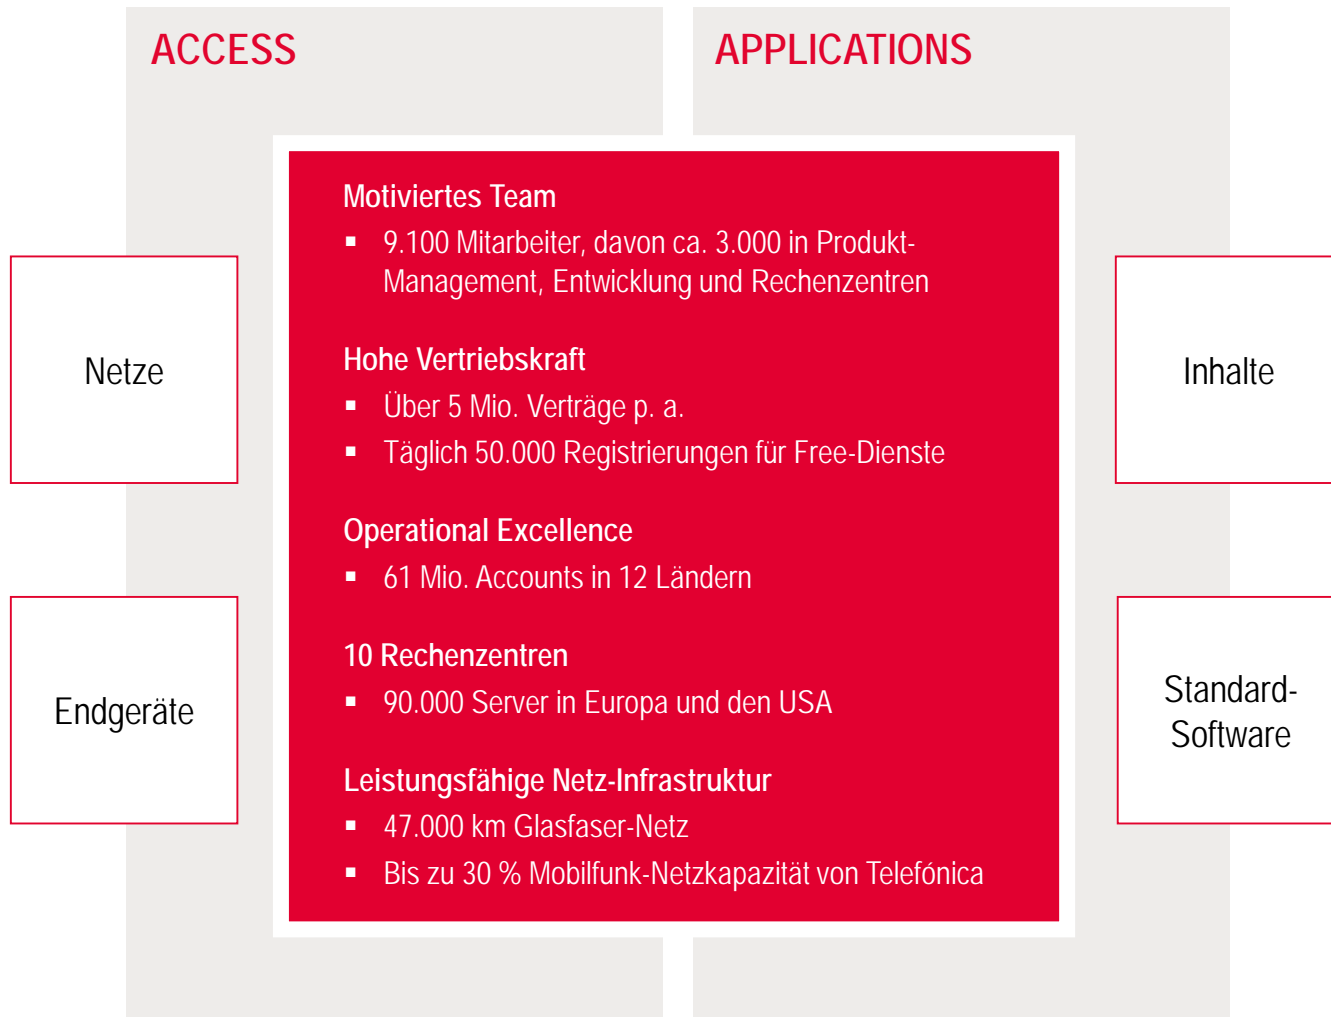 ACCESS
APPLICATIONS
Motiviertes Team
▪ 9.100 Mitarbeiter, davon ca. 3.000 in Produkt-
Management, Entwicklung und Rechenzentren
Hohe Vertriebskraft
▪ Über 5 Mio. Verträge p. a.
▪ Täglich 50.000 Registrierungen für Free-Dienste
Operational Excellence
▪ 61 Mio. Accounts in 12 Ländern
10 Rechenzentren
▪ 90.000 Server in Europa und den USA
Leistungsfähige Netz-Infrastruktur
▪ 47.000 km Glasfaser-Netz
▪ Bis zu 30 % Mobilfunk-Netzkapazität von Telefónica
Netze
Endgeräte
Inhalte
Standard-
Software